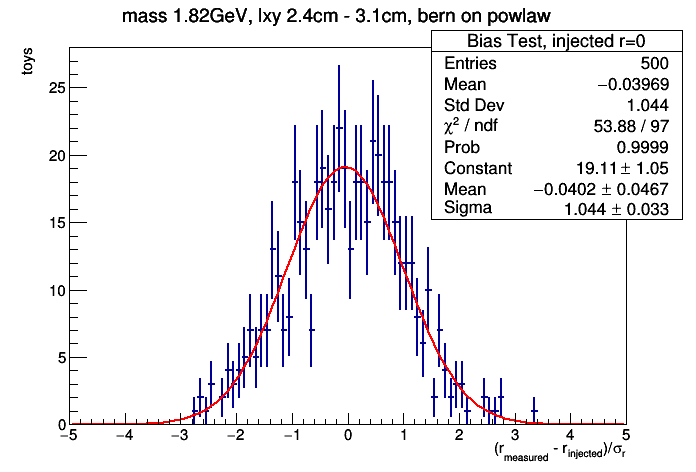 mass 1.82GeV, lxy 2.4cm - 3.1cm, bern on powlaw
toys
Bias Test, injected r=0
Entries 500
Mean −0.03969
Std Dev 1.044
χ² / ndf 53.88 / 97
Prob 0.9999
Constant 19.11 ± 1.05
Mean −0.0402 ± 0.0467
Sigma 1.044 ± 0.033
25
20
15
10
5
0
−5 −4 −3 −2 −1 0 1 2 3 4 5
(r_measured - r_injected)/σ_r